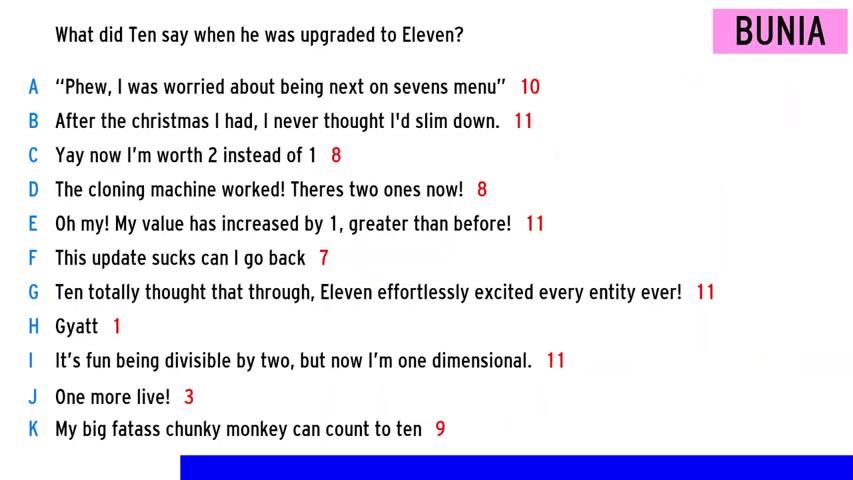 What did Ten say when he was upgraded to Eleven?
BUNIA
A “Phew, I was worried about being next on sevens menu” 10
B After the christmas I had, I never thought I'd slim down. 11
C Yay now I’m worth 2 instead of 1 8
D The cloning machine worked! Theres two ones now! 8
E Oh my! My value has increased by 1, greater than before! 11
F This update sucks can I go back 7
G Ten totally thought that through, Eleven effortlessly excited every entity ever! 11
H Gyatt 1
I It’s fun being divisible by two, but now I’m one dimensional. 11
J One more live! 3
K My big fatass chunky monkey can count to ten 9